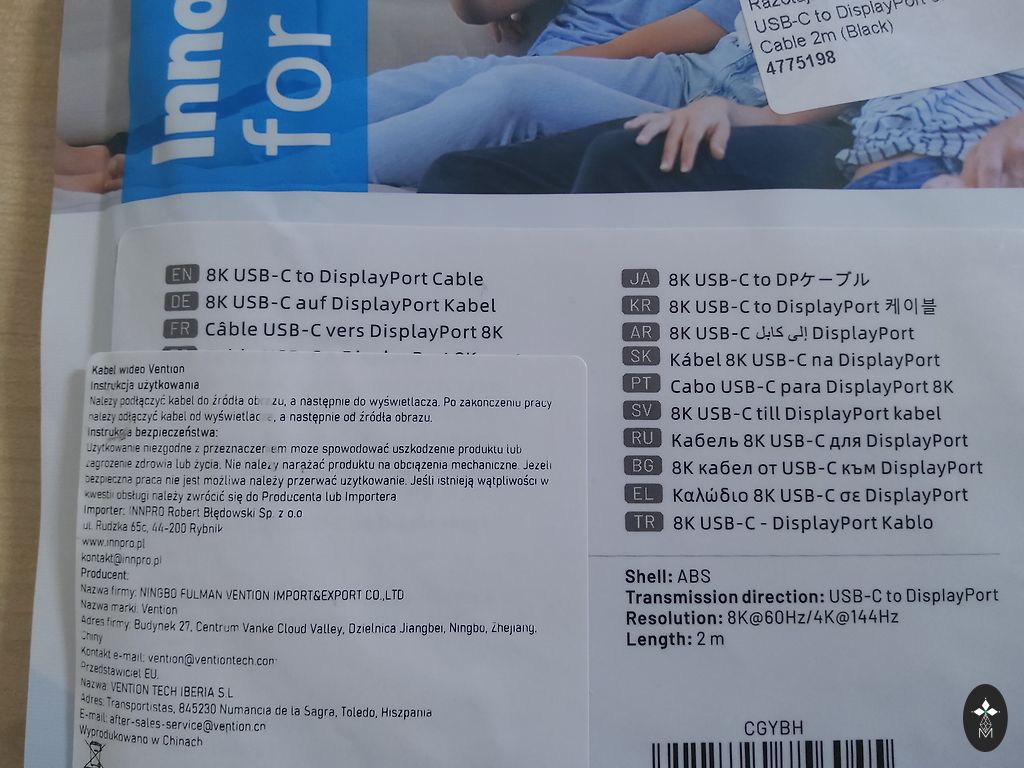 Inno
for
USB-C to DisplayPort
Cable 2m (Black)
4775198
EN 8K USB-C to DisplayPort Cable
DE 8K USB-C auf DisplayPort Kabel
FR Câble USB-C vers DisplayPort 8K
JA 8K USB-C to DPケーブル
KR 8K USB-C to DisplayPort 케이블
AR 8K USB-C إلى كابل DisplayPort
SK Kábel 8K USB-C na DisplayPort
PT Cabo USB-C para DisplayPort 8K
SV 8K USB-C till DisplayPort kabel
RU Кабель 8K USB-C для DisplayPort
BG 8K кабел от USB-C към DisplayPort
EL Καλώδιο 8K USB-C σε DisplayPort
TR 8K USB-C - DisplayPort Kablo
Shell: ABS
Transmission direction: USB-C to DisplayPort
Resolution: 8K@60Hz/4K@144Hz
Length: 2 m
CGYBH
Kabel wideo Vention
Instrukcja użytkowania
Należy podłączyć kabel do źródła obrazu, a następnie do wyświetlacza. Po zakończeniu pracy
należy odłączyć kabel od wyświetlacza, a następnie od źródła obrazu.
Instrukcja bezpieczeństwa:
Użytkowanie niezgodne z przeznaczeniem może spowodować uszkodzenie produktu lub
zagrożenie zdrowia lub życia. Nie należy narażać produktu na obciążenia mechaniczne. Jeżeli
bezpieczna praca nie jest możliwa należy przerwać użytkowanie. Jeśli istnieją wątpliwości w
kwestii obsługi należy zwrócić się do Producenta lub Importera
Importer: INNPRO Robert Błędowski Sp. z o.o
ul. Rudzka 65c, 44-200 Rybnik
www.innpro.pl
kontakt@innpro.pl
Producent:
Nazwa firmy: NINGBO FULMAN VENTION IMPORT&EXPORT CO.,LTD
Nazwa marki: Vention
Adres firmy: Budynek 27, Centrum Vanke Cloud Valley, Dzielnica Jiangbei, Ningbo, Zhejiang,
Chiny
Kontakt e-mail: vention@ventiontech.com
Przedstawiciel EU:
Nazwa: VENTION TECH IBERIA S.L
Adres: Transportistas, 845230 Numancia de la Sagra, Toledo, Hiszpania
E-mail: after-sales-service@vention.cn
Wyprodukowano w Chinach